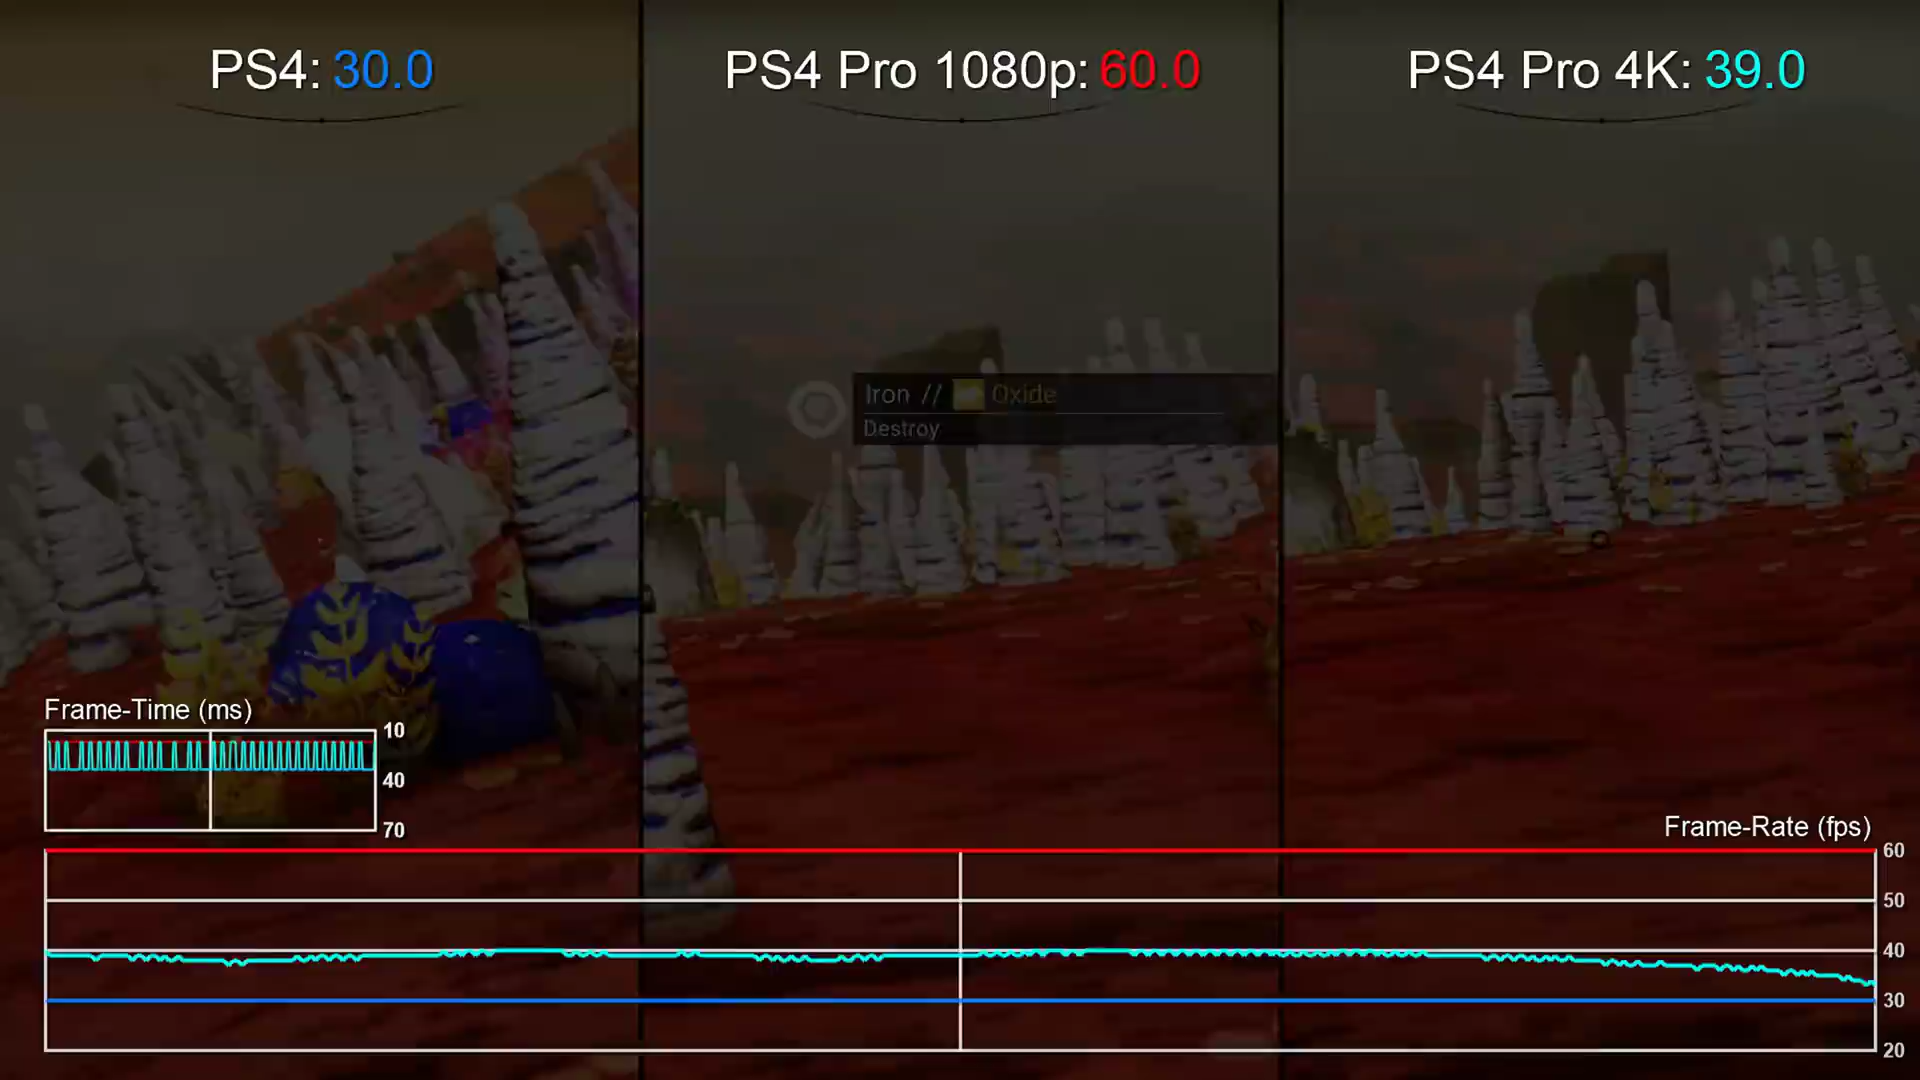 PS4: 30.0
PS4 Pro 1080p: 60.0
PS4 Pro 4K: 39.0
Iron // Oxide
Destroy
Frame-Time (ms)
10
40
70
Frame-Rate (fps)
60
50
40
30
20